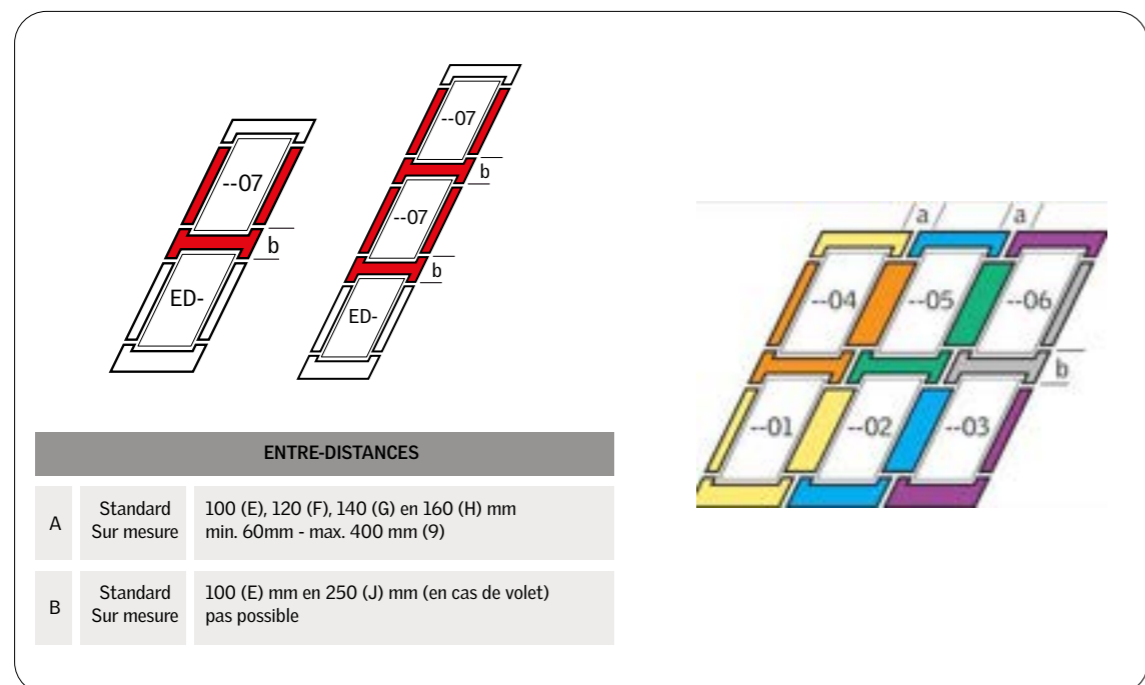 --07
--07
b
--07
b
ED-
b
ED-
a a
--04 --05 --06
b
--01 --02 --03
ENTRE-DISTANCES
A
Standard
Sur mesure
100 (E), 120 (F), 140 (G) en 160 (H) mm
min. 60mm - max. 400 mm (9)
B
Standard
Sur mesure
100 (E) mm en 250 (J) mm (en cas de volet)
pas possible